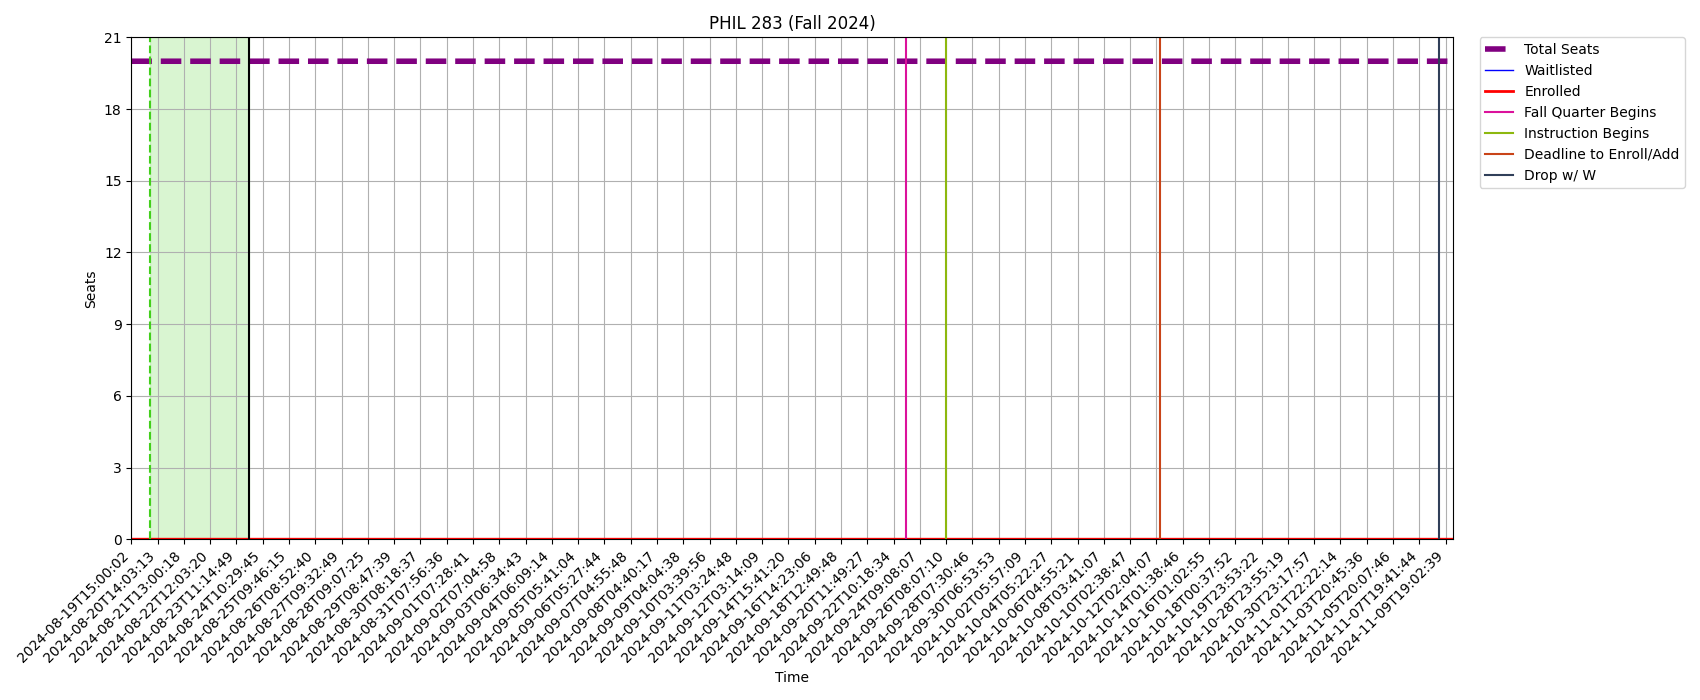 PHIL 283 (Fall 2024)
21
18
15
12
9
6
3
0
Seats
Total Seats
Waitlisted
Enrolled
Fall Quarter Begins
Instruction Begins
Deadline to Enroll/Add
Drop w/ W
2024-08-19T15:00:02
2024-08-20T14:03:13
2024-08-21T13:00:18
2024-08-22T12:03:20
2024-08-23T11:14:49
2024-08-24T10:29:45
2024-08-25T09:46:15
2024-08-26T08:52:40
2024-08-27T09:32:49
2024-08-28T09:07:25
2024-08-29T08:47:39
2024-08-30T08:18:37
2024-08-31T07:56:36
2024-09-01T07:28:41
2024-09-02T07:04:58
2024-09-03T06:34:43
2024-09-04T06:09:14
2024-09-05T05:41:04
2024-09-06T05:27:44
2024-09-07T04:55:48
2024-09-08T04:40:17
2024-09-09T04:04:38
2024-09-10T03:39:56
2024-09-11T03:24:48
2024-09-12T03:14:09
2024-09-14T15:41:20
2024-09-16T14:23:06
2024-09-18T12:49:48
2024-09-20T11:49:27
2024-09-22T10:18:34
2024-09-24T09:08:07
2024-09-26T08:07:10
2024-09-28T07:30:46
2024-09-30T06:53:53
2024-10-02T05:57:09
2024-10-04T05:22:27
2024-10-06T04:55:21
2024-10-08T03:41:07
2024-10-10T02:38:47
2024-10-12T02:04:07
2024-10-14T01:38:46
2024-10-16T01:02:55
2024-10-18T00:37:52
2024-10-19T23:53:22
2024-10-28T23:55:19
2024-10-30T23:17:57
2024-11-01T22:22:14
2024-11-03T20:45:36
2024-11-05T20:07:46
2024-11-07T19:41:44
2024-11-09T19:02:39
Time